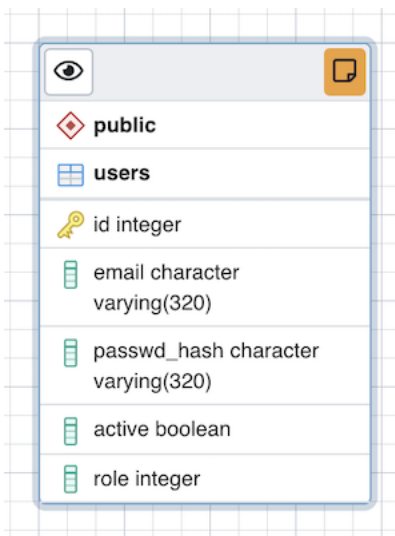 public
users
id integer
email character
varying(320)
passwd_hash character
varying(320)
active boolean
role integer